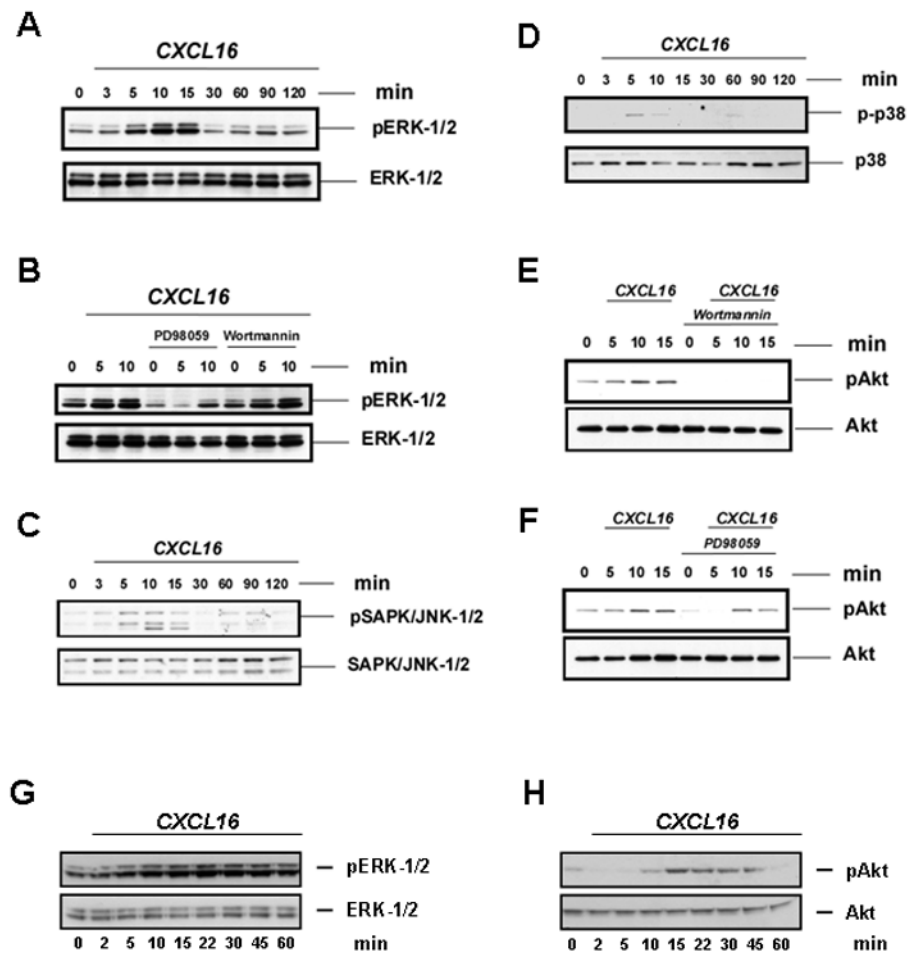 A
CXCL16
0 3 5 10 15 30 60 90 120 min
pERK-1/2
ERK-1/2
B
CXCL16
PD98059 Wortmannin
0 5 10 0 5 10 0 5 10 min
pERK-1/2
ERK-1/2
C
CXCL16
0 3 5 10 15 30 60 90 120 min
pSAPK/JNK-1/2
SAPK/JNK-1/2
D
CXCL16
0 3 5 10 15 30 60 90 120 min
p-p38
p38
E
CXCL16 CXCL16
Wortmannin
0 5 10 15 0 5 10 15 min
pAkt
Akt
F
CXCL16 CXCL16
PD98059
0 5 10 15 0 5 10 15 min
pAkt
Akt
G
CXCL16
pERK-1/2
ERK-1/2
0 2 5 10 15 22 30 45 60 min
H
CXCL16
pAkt
Akt
0 2 5 10 15 22 30 45 60 min